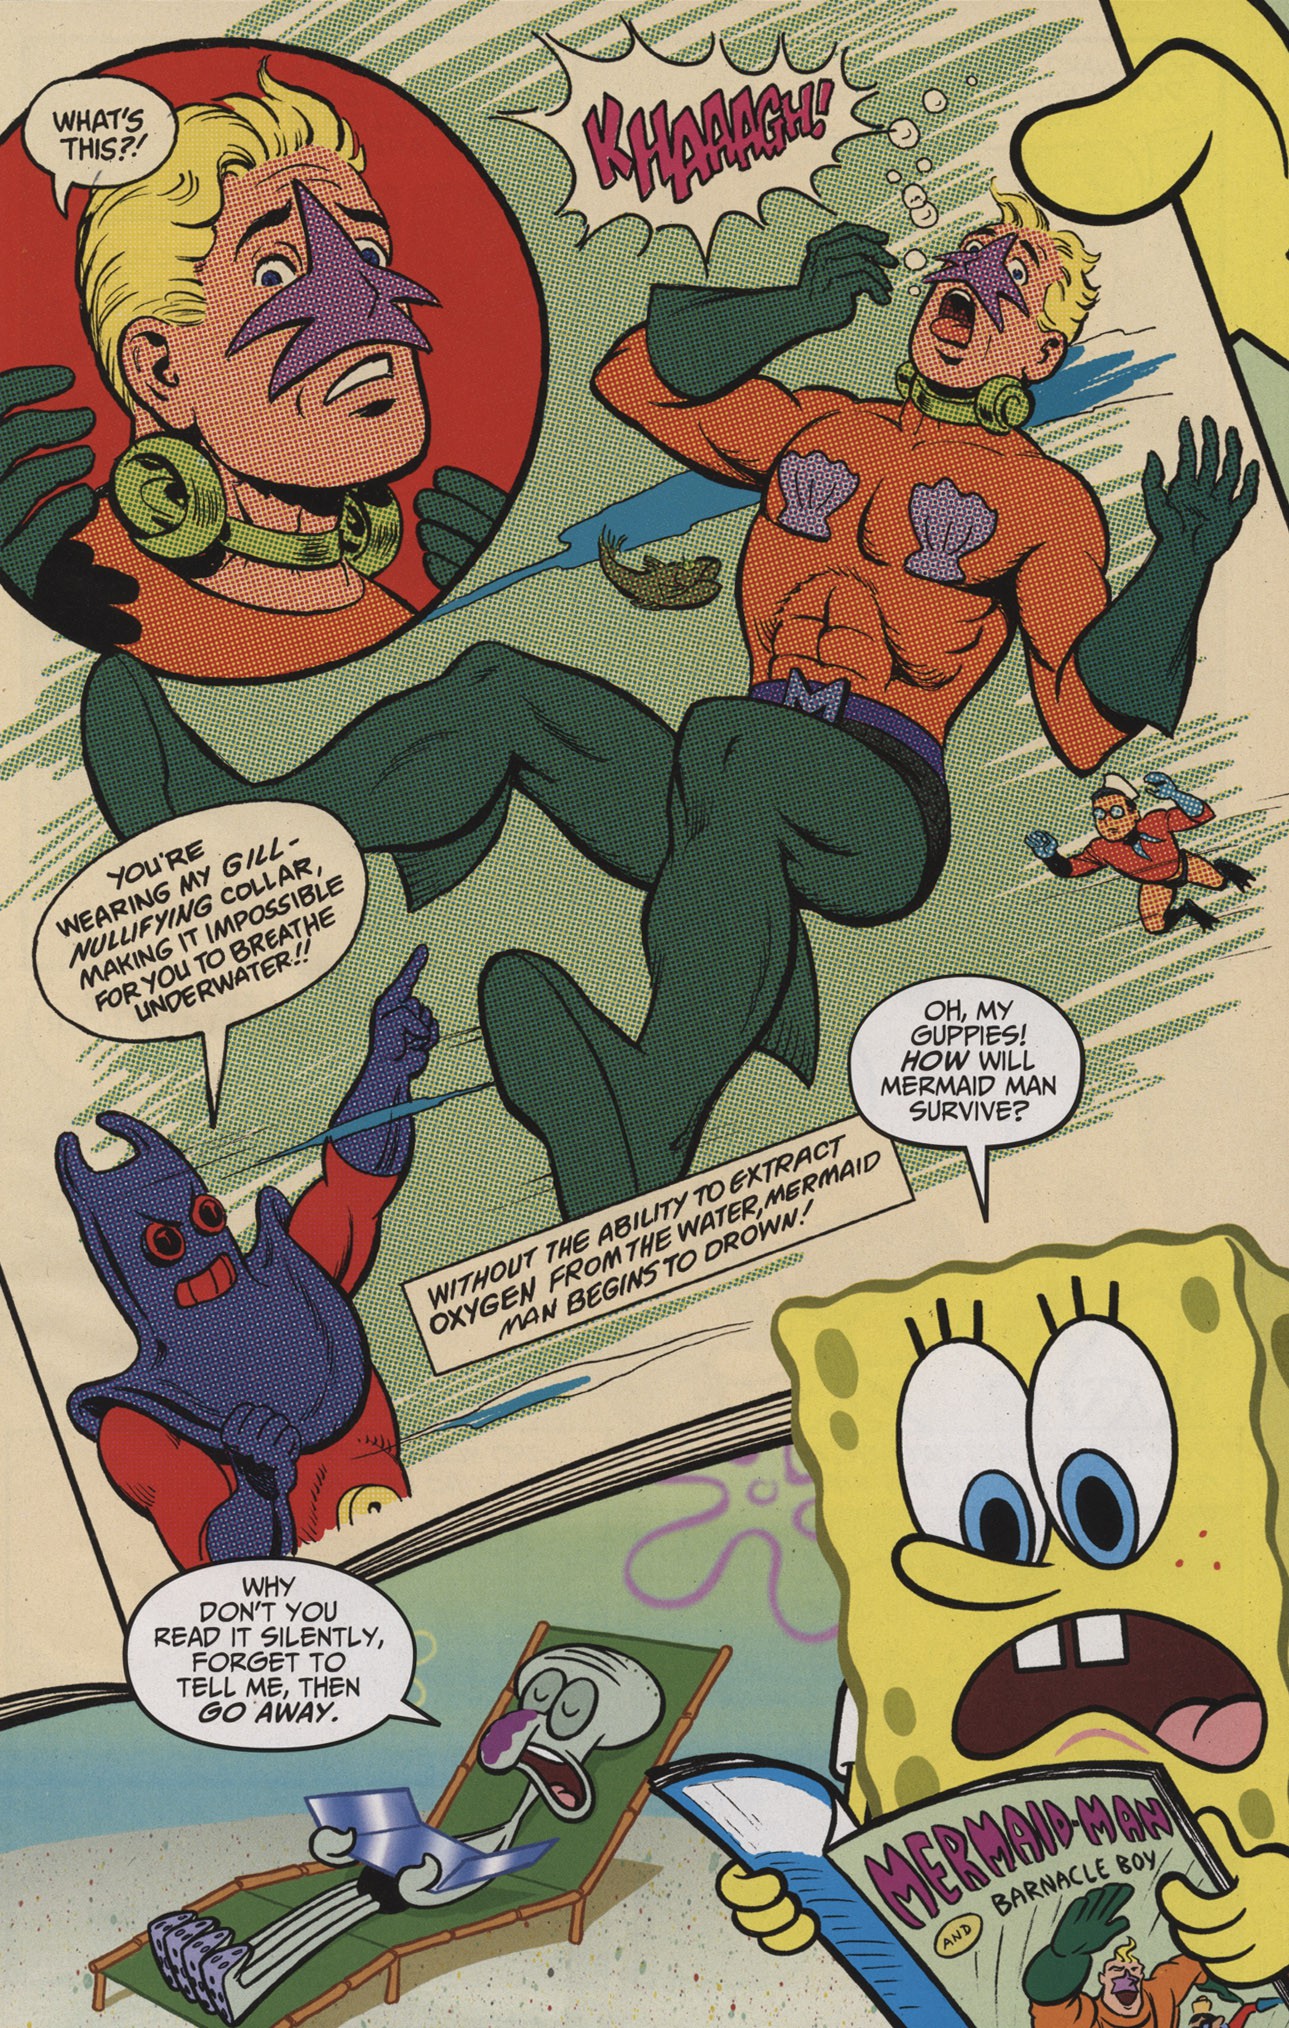 WHAT'S
THIS?!
KHAAAGH!
M
YOU'RE
WEARING MY GILL-
NULLIFYING COLLAR,
MAKING IT IMPOSSIBLE
FOR YOU TO BREATHE
UNDERWATER!!
OH, MY
GUPPIES!
HOW WILL
MERMAID MAN
SURVIVE?
WITHOUT THE ABILITY TO EXTRACT
OXYGEN FROM THE WATER, MERMAID
MAN BEGINS TO DROWN!
WHY
DON'T YOU
READ IT SILENTLY,
FORGET TO
TELL ME, THEN
GO AWAY.
MERMAID-MAN
AND
BARNACLE BOY